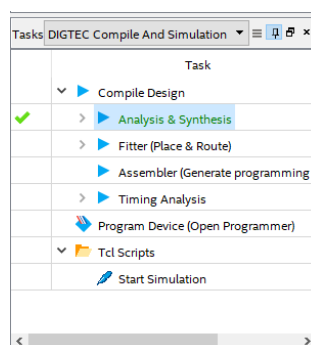 Tasks DIGTEC Compile And Simulation
Task
Compile Design
Analysis & Synthesis
Fitter (Place & Route)
Assembler (Generate programming
Timing Analysis
Program Device (Open Programmer)
Tcl Scripts
Start Simulation